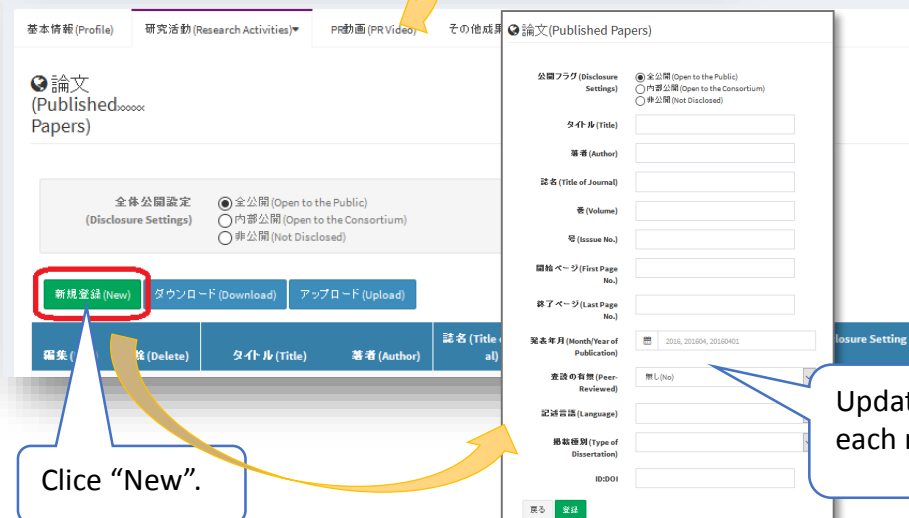 基本情報(Profile)
研究活動(Research Activities)▾
PR動画(PR Video)
その他成果
論文
(Published
Papers)
全体公開設定
(Disclosure Settings)
全公開(Open to the Public)
内部公開(Open to the Consortium)
非公開(Not Disclosed)
新規登録(New)
ダウンロード(Download)
アップロード(Upload)
編集(
(Delete)
タイトル(Title)
著者(Author)
誌名(Title
al)
losure Setting
Clice “New”.
論文(Published Papers)
公開フラグ(Disclosure
Settings)
全公開(Open to the Public)
内部公開(Open to the Consortium)
非公開(Not Disclosed)
タイトル(Title)
著者(Author)
誌名(Title of Journal)
巻(Volume)
号(Isssue No.)
開始ページ(First Page
No.)
終了ページ(Last Page
No.)
発表年月(Month/Year of
Publication)
2016, 201604, 20160401
査読の有無(Peer-
Reviewed)
無し(No)
記述言語(Language)
掲載種別(Type of
Dissertation)
ID:DOI
戻る
登録
Updat
each